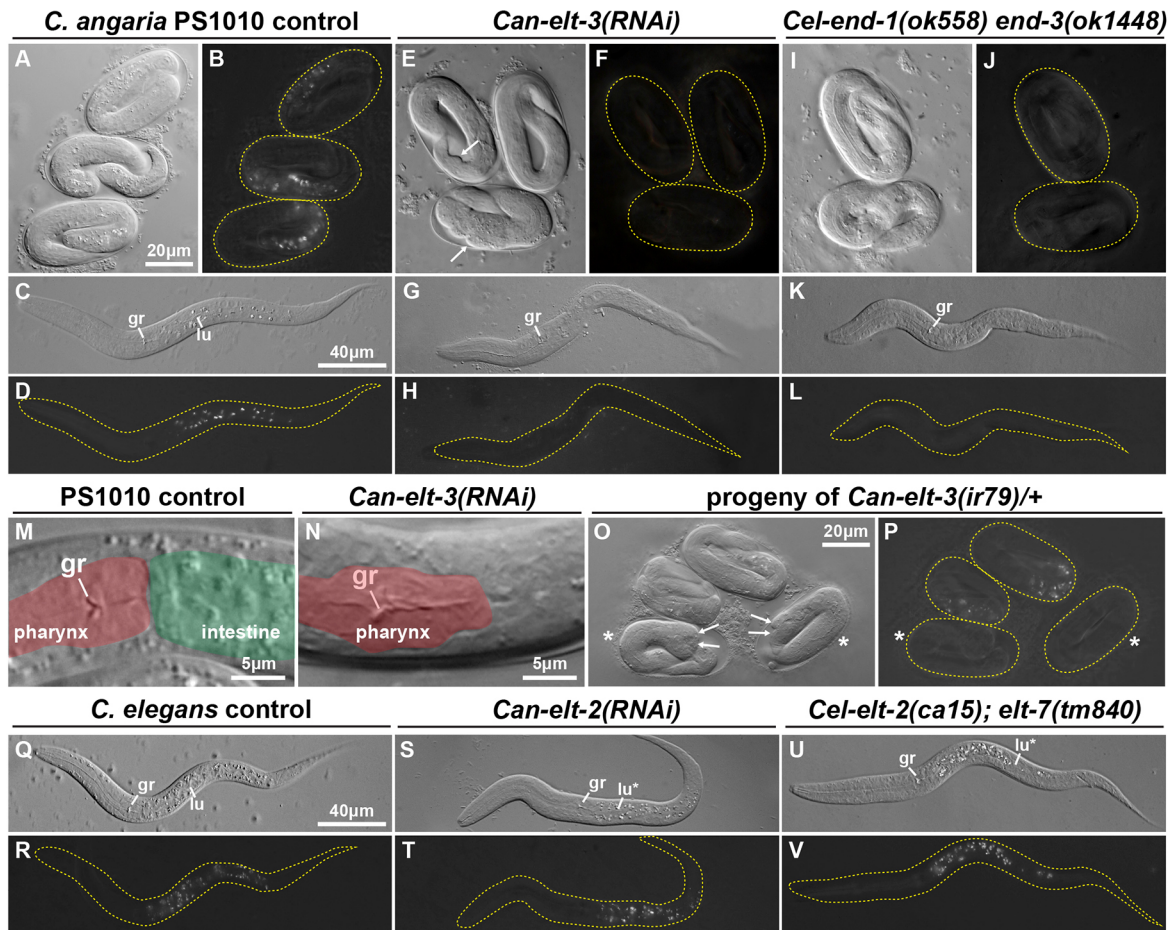 C. angaria PS1010 control
Can-elt-3(RNAi)
Cel-end-1(ok558) end-3(ok1448)
A
B
E
F
I
J
20µm
C
gr
lu
40µm
G
gr
K
gr
D
H
L
PS1010 control
Can-elt-3(RNAi)
progeny of Can-elt-3(ir79)/+
M
gr
pharynx
intestine
5µm
N
gr
pharynx
5µm
O
20µm
*
*
P
*
*
C. elegans control
Can-elt-2(RNAi)
Cel-elt-2(ca15); elt-7(tm840)
Q
gr
lu
40µm
S
gr
lu*
U
gr
lu*
R
T
V